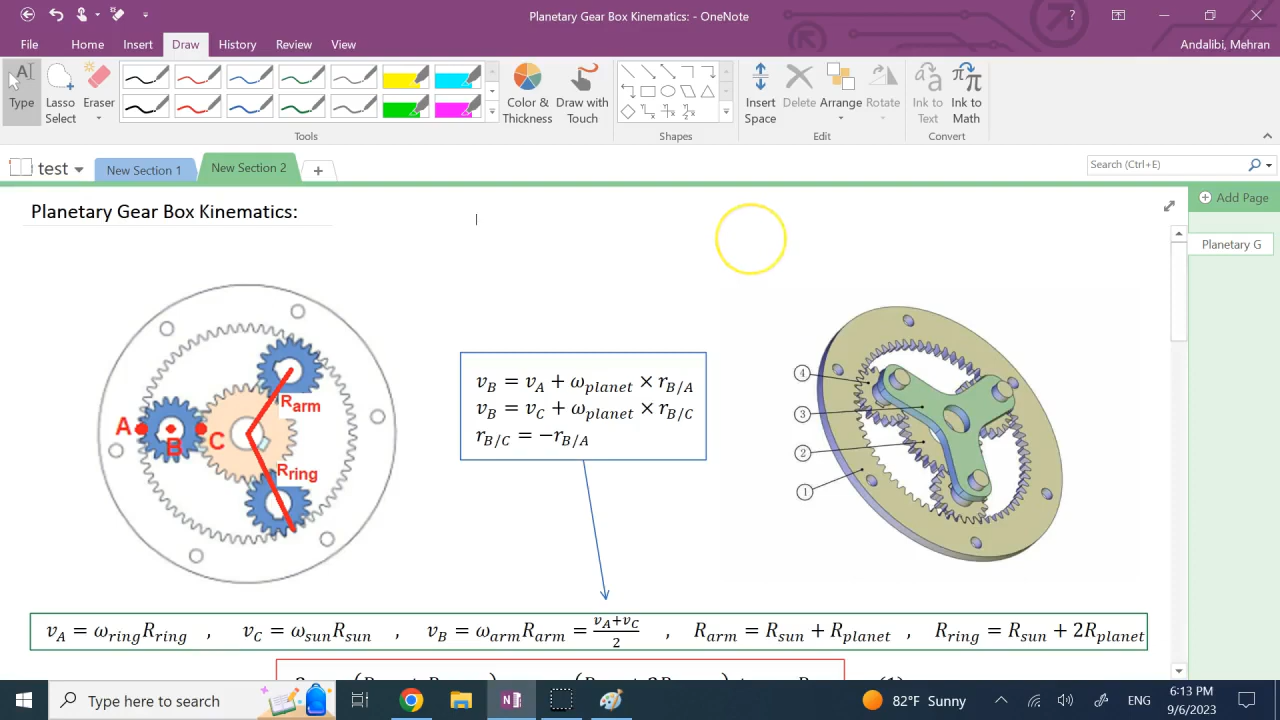 Planetary Gear Box Kinematics: - OneNote
?
File Home Insert Draw History Review View
Andalibi, Mehran
Type
Lasso Select
Eraser
Color & Thickness
Draw with Touch
Insert Space
Delete
Arrange
Rotate
Ink to Text
Ink to Math
Tools
Shapes
Edit
Convert
test
New Section 1
New Section 2
+
Search (Ctrl+E)
Add Page
Planetary G
Planetary Gear Box Kinematics:
A
B
C
Rarm
Rring
v_B = v_A + ω_planet × r_B/A
v_B = v_C + ω_planet × r_B/C
r_B/C = −r_B/A
4
3
2
1
v_A = ω_ring R_ring , v_C = ω_sun R_sun , v_B = ω_arm R_arm = (v_A+v_C)/2 , R_arm = R_sun + R_planet , R_ring = R_sun + 2R_planet
Type here to search
82°F Sunny
ENG
6:13 PM
9/6/2023